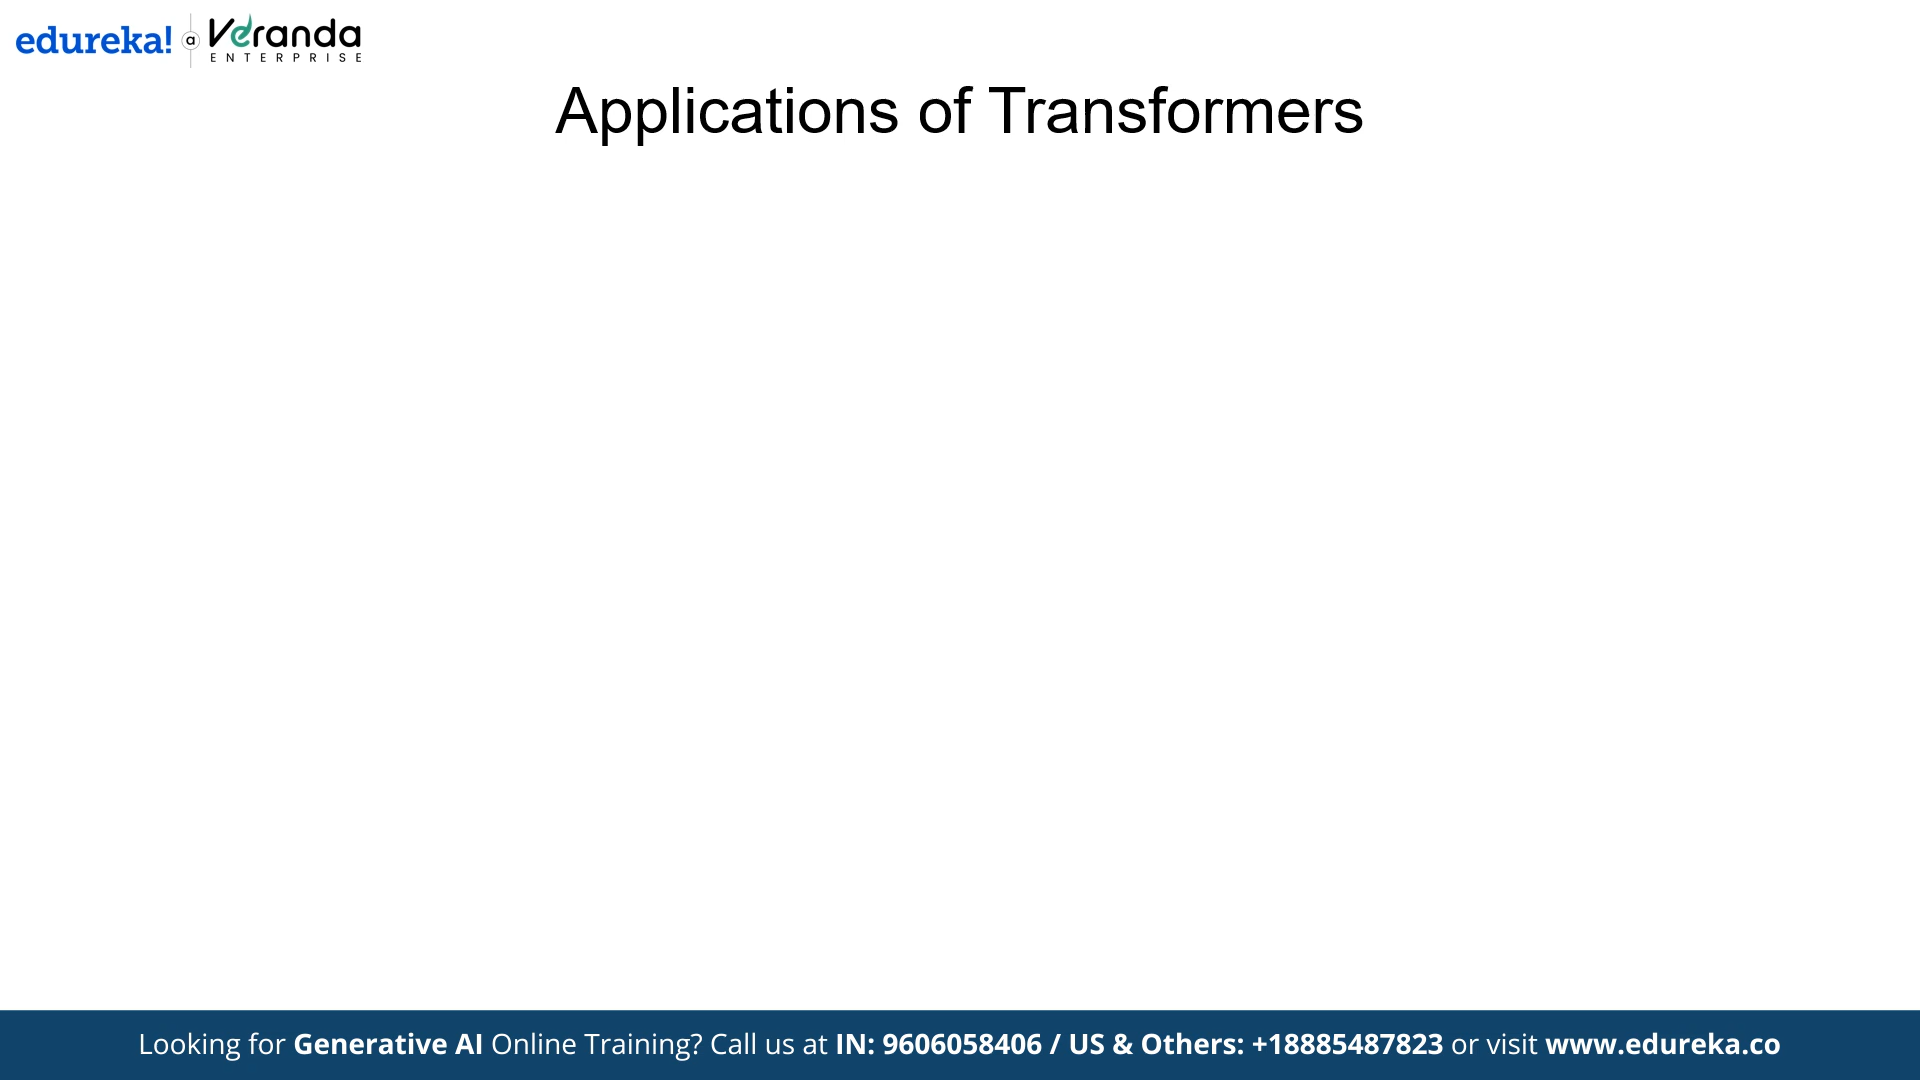 edureka! a Veranda
ENTERPRISE
Applications of Transformers
Looking for Generative AI Online Training? Call us at IN: 9606058406 / US & Others: +18885487823 or visit www.edureka.co